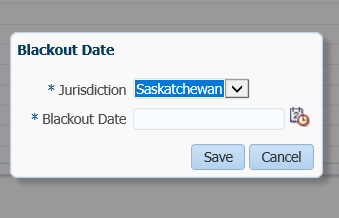 Blackout Date
* Jurisdiction Saskatchewan
* Blackout Date
Save Cancel